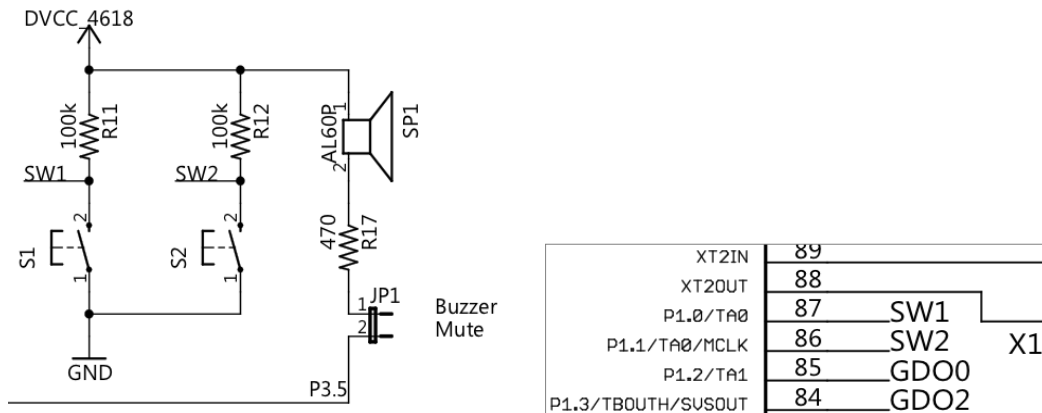 DVCC_4618
100k
R11
100k
R12
AL60P
1
2
SP1
SW1
SW2
2
1
S1
2
1
S2
470
R17
JP1
1
2
Buzzer
Mute
GND
P3.5
XT2IN 89
XT2OUT 88
P1.0/TA0 87 SW1
P1.1/TA0/MCLK 86 SW2 X1
P1.2/TA1 85 GDO0
P1.3/TBOUTH/SVSOUT 84 GDO2